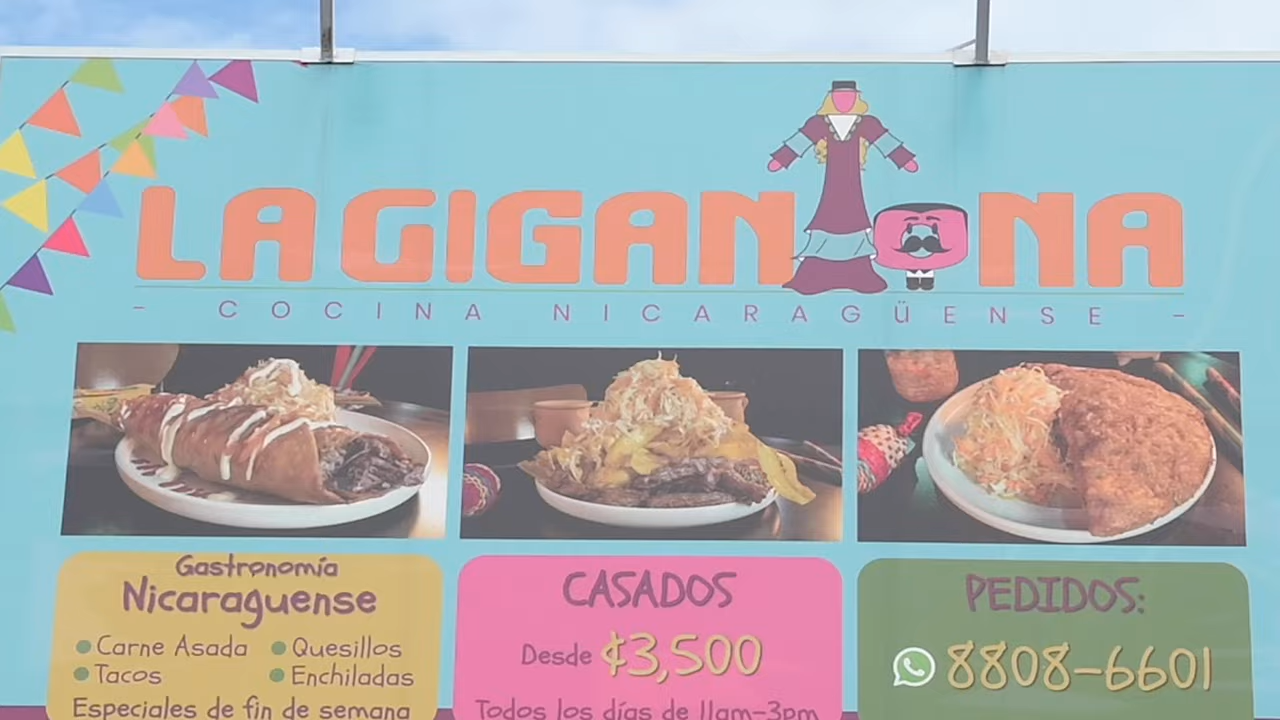 LA GIGANTONA
- COCINA NICARAGÜENSE -
Gastronomía
Nicaraguense
Carne Asada
Quesillos
Tacos
Enchiladas
Especiales de fin de semana
CASADOS
Desde ₡3,500
Todos los días de 11am-3pm
PEDIDOS:
8808-6601